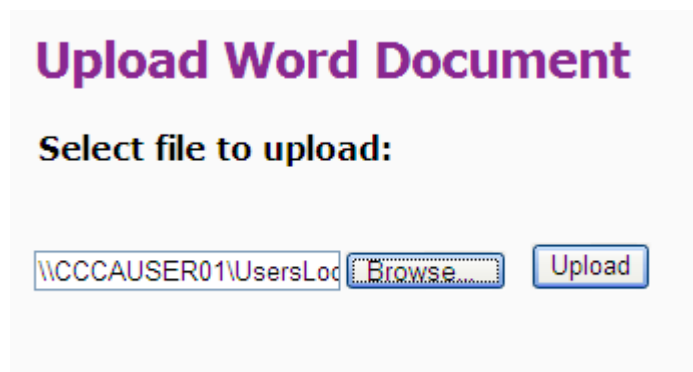 Upload Word Document
Select file to upload:
\\CCCAUSER01\UsersLoc Browse... Upload